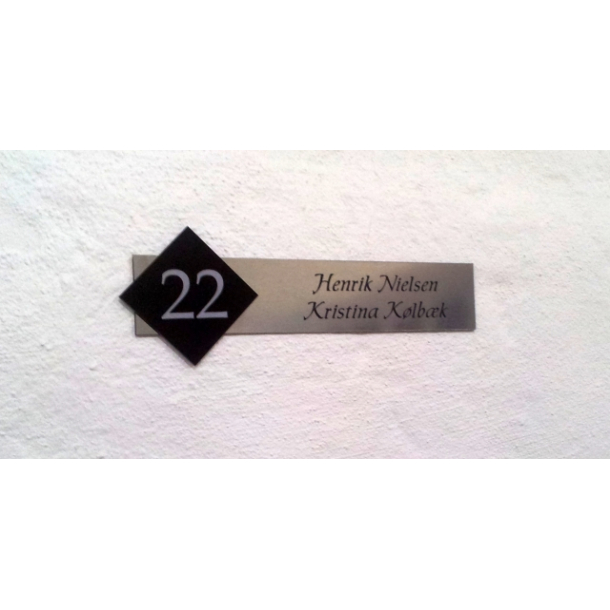 22
Henrik Nielsen
Kristina Kølbæk